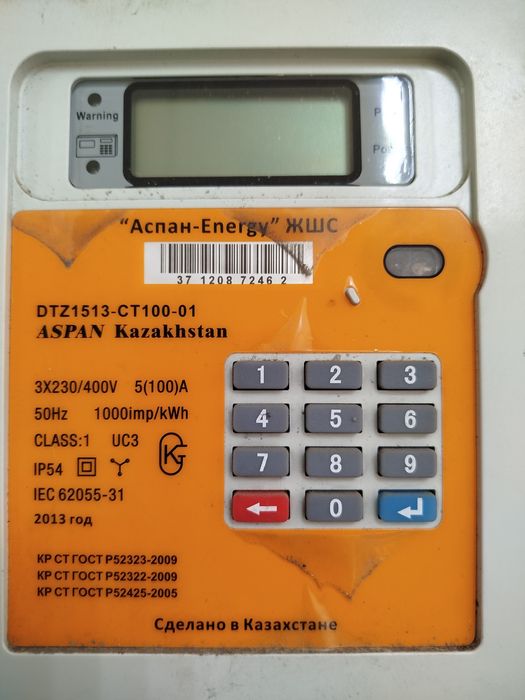 Warning
"Аспан-Energy" ЖШС
37 1208 7246 2
DTZ1513-CT100-01
ASPAN Kazakhstan
3X230/400V 5(100)A
50Hz 1000imp/kWh
CLASS:1 UC3
IP54
IEC 62055-31
2013 год
КР СТ ГОСТ Р52323-2009
КР СТ ГОСТ Р52322-2009
КР СТ ГОСТ Р52425-2005
1 2 3
4 5 6
7 8 9
0
Сделано в Казахстане